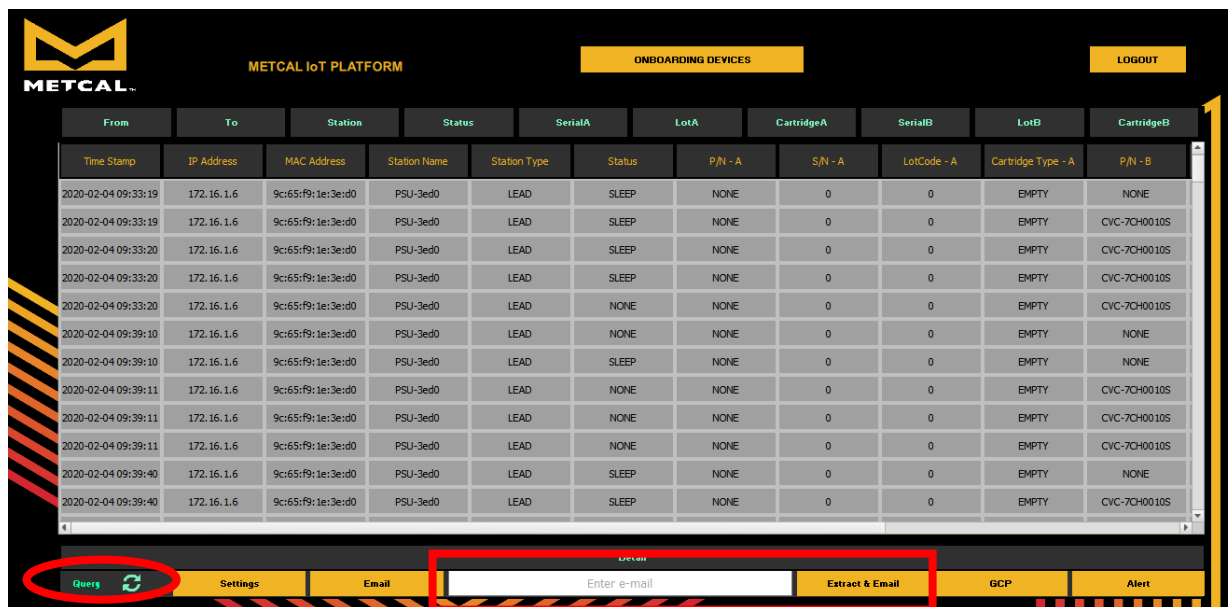 METCAL™
METCAL IoT PLATFORM
ONBOARDING DEVICES
LOGOUT
From To Station Status SerialA LotA CartridgeA SerialB LotB CartridgeB
Time Stamp IP Address MAC Address Station Name Station Type Status P/N - A S/N - A LotCode - A Cartridge Type - A P/N - B
2020-02-04 09:33:19 172.16.1.6 9c:65:f9:1e:3e:d0 PSU-3ed0 LEAD SLEEP NONE 0 0 EMPTY NONE
2020-02-04 09:33:19 172.16.1.6 9c:65:f9:1e:3e:d0 PSU-3ed0 LEAD SLEEP NONE 0 0 EMPTY CVC-7CH0010S
2020-02-04 09:33:20 172.16.1.6 9c:65:f9:1e:3e:d0 PSU-3ed0 LEAD SLEEP NONE 0 0 EMPTY CVC-7CH0010S
2020-02-04 09:33:20 172.16.1.6 9c:65:f9:1e:3e:d0 PSU-3ed0 LEAD SLEEP NONE 0 0 EMPTY CVC-7CH0010S
2020-02-04 09:33:20 172.16.1.6 9c:65:f9:1e:3e:d0 PSU-3ed0 LEAD NONE NONE 0 0 EMPTY CVC-7CH0010S
2020-02-04 09:39:10 172.16.1.6 9c:65:f9:1e:3e:d0 PSU-3ed0 LEAD NONE NONE 0 0 EMPTY NONE
2020-02-04 09:39:10 172.16.1.6 9c:65:f9:1e:3e:d0 PSU-3ed0 LEAD SLEEP NONE 0 0 EMPTY NONE
2020-02-04 09:39:11 172.16.1.6 9c:65:f9:1e:3e:d0 PSU-3ed0 LEAD NONE NONE 0 0 EMPTY CVC-7CH0010S
2020-02-04 09:39:11 172.16.1.6 9c:65:f9:1e:3e:d0 PSU-3ed0 LEAD NONE NONE 0 0 EMPTY CVC-7CH0010S
2020-02-04 09:39:11 172.16.1.6 9c:65:f9:1e:3e:d0 PSU-3ed0 LEAD NONE NONE 0 0 EMPTY CVC-7CH0010S
2020-02-04 09:39:40 172.16.1.6 9c:65:f9:1e:3e:d0 PSU-3ed0 LEAD SLEEP NONE 0 0 EMPTY NONE
2020-02-04 09:39:40 172.16.1.6 9c:65:f9:1e:3e:d0 PSU-3ed0 LEAD SLEEP NONE 0 0 EMPTY CVC-7CH0010S
Detail
Query Settings Email Enter e-mail Extract & Email GCP Alert